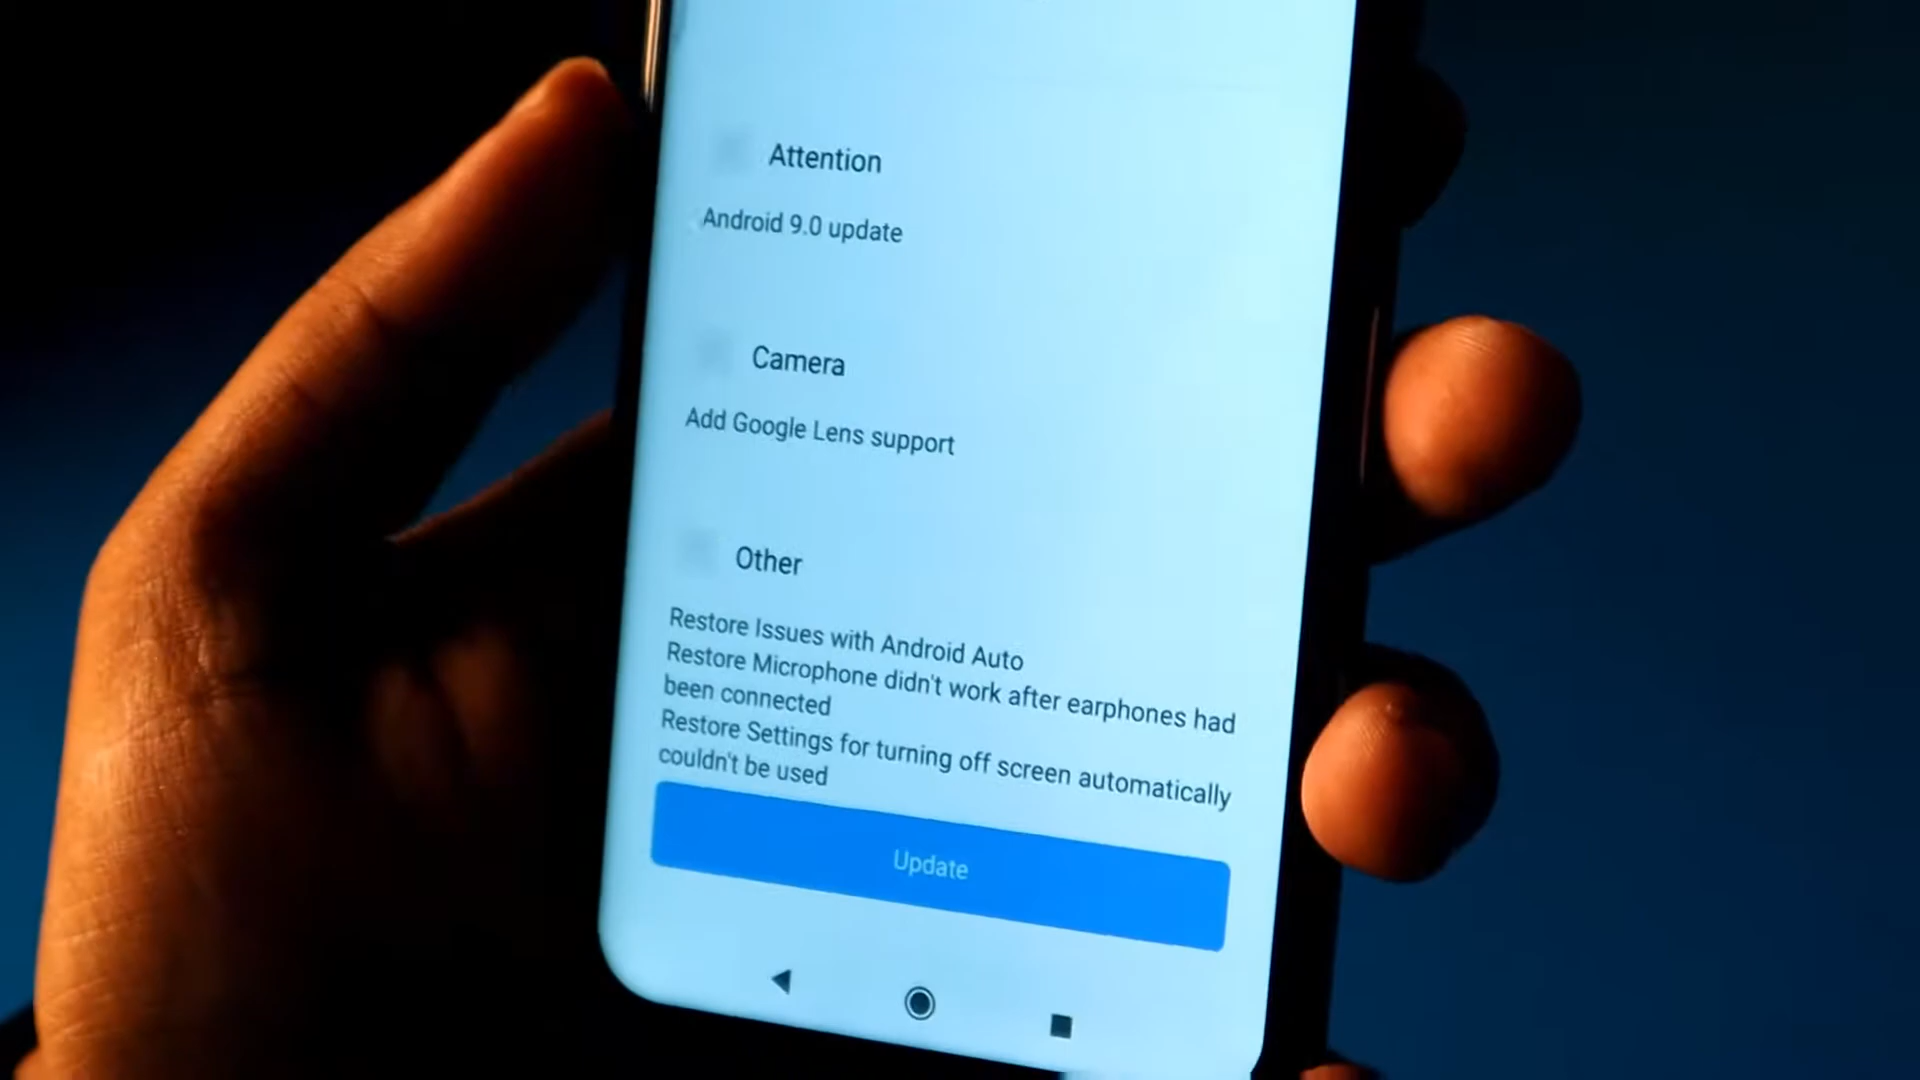 Attention
Android 9.0 update
Camera
Add Google Lens support
Other
Restore Issues with Android Auto
Restore Microphone didn't work after earphones had
been connected
Restore Settings for turning off screen automatically
couldn't be used
Update